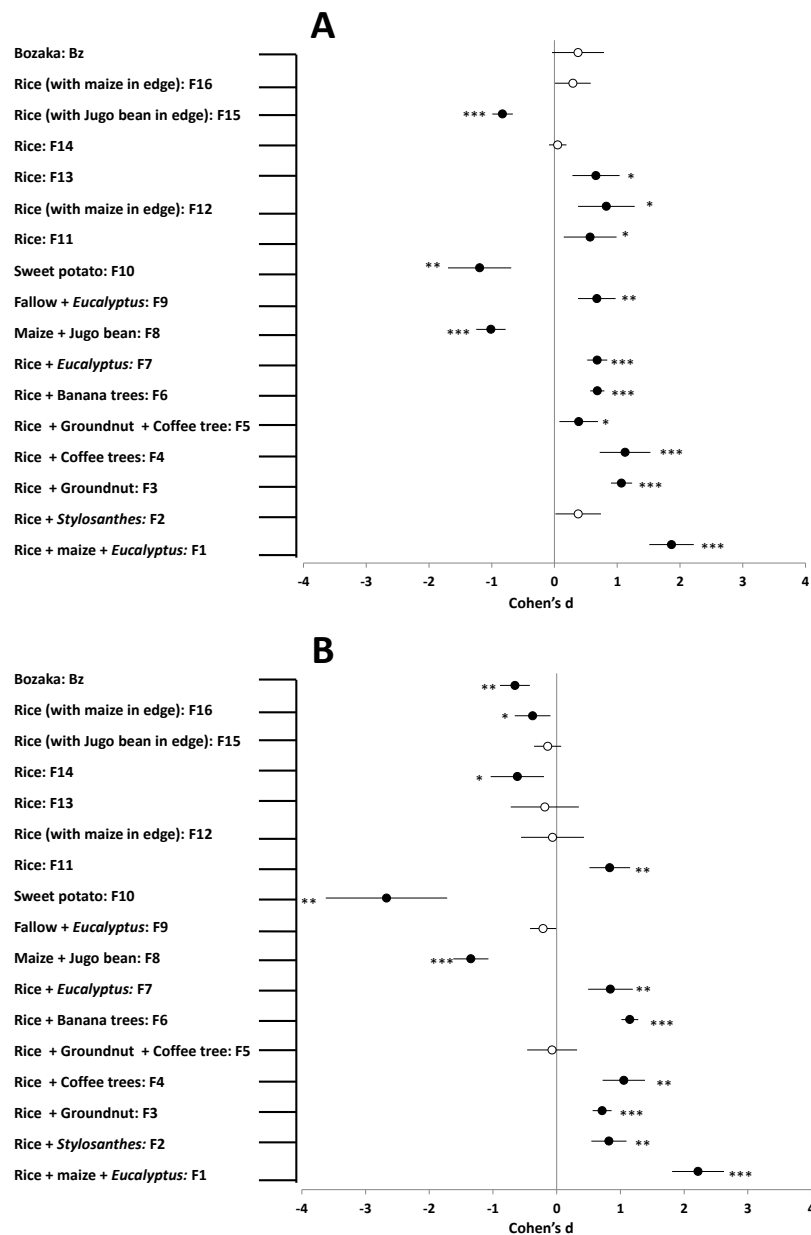 A
Bozaka: Bz
Rice (with maize in edge): F16
Rice (with Jugo bean in edge): F15 ***
Rice: F14
Rice: F13 *
Rice (with maize in edge): F12 *
Rice: F11 *
Sweet potato: F10 **
Fallow + Eucalyptus: F9 **
Maize + Jugo bean: F8 ***
Rice + Eucalyptus: F7 ***
Rice + Banana trees: F6 ***
Rice + Groundnut + Coffee tree: F5 *
Rice + Coffee trees: F4 ***
Rice + Groundnut: F3 ***
Rice + Stylosanthes: F2
Rice + maize + Eucalyptus: F1 ***
-4 -3 -2 -1 0 1 2 3 4
Cohen's d
B
Bozaka: Bz **
Rice (with maize in edge): F16 *
Rice (with Jugo bean in edge): F15
Rice: F14 *
Rice: F13
Rice (with maize in edge): F12
Rice: F11 **
Sweet potato: F10 **
Fallow + Eucalyptus: F9
Maize + Jugo bean: F8 ***
Rice + Eucalyptus: F7 **
Rice + Banana trees: F6 ***
Rice + Groundnut + Coffee tree: F5
Rice + Coffee trees: F4 **
Rice + Groundnut: F3 ***
Rice + Stylosanthes: F2 **
Rice + maize + Eucalyptus: F1 ***
-4 -3 -2 -1 0 1 2 3 4
Cohen's d